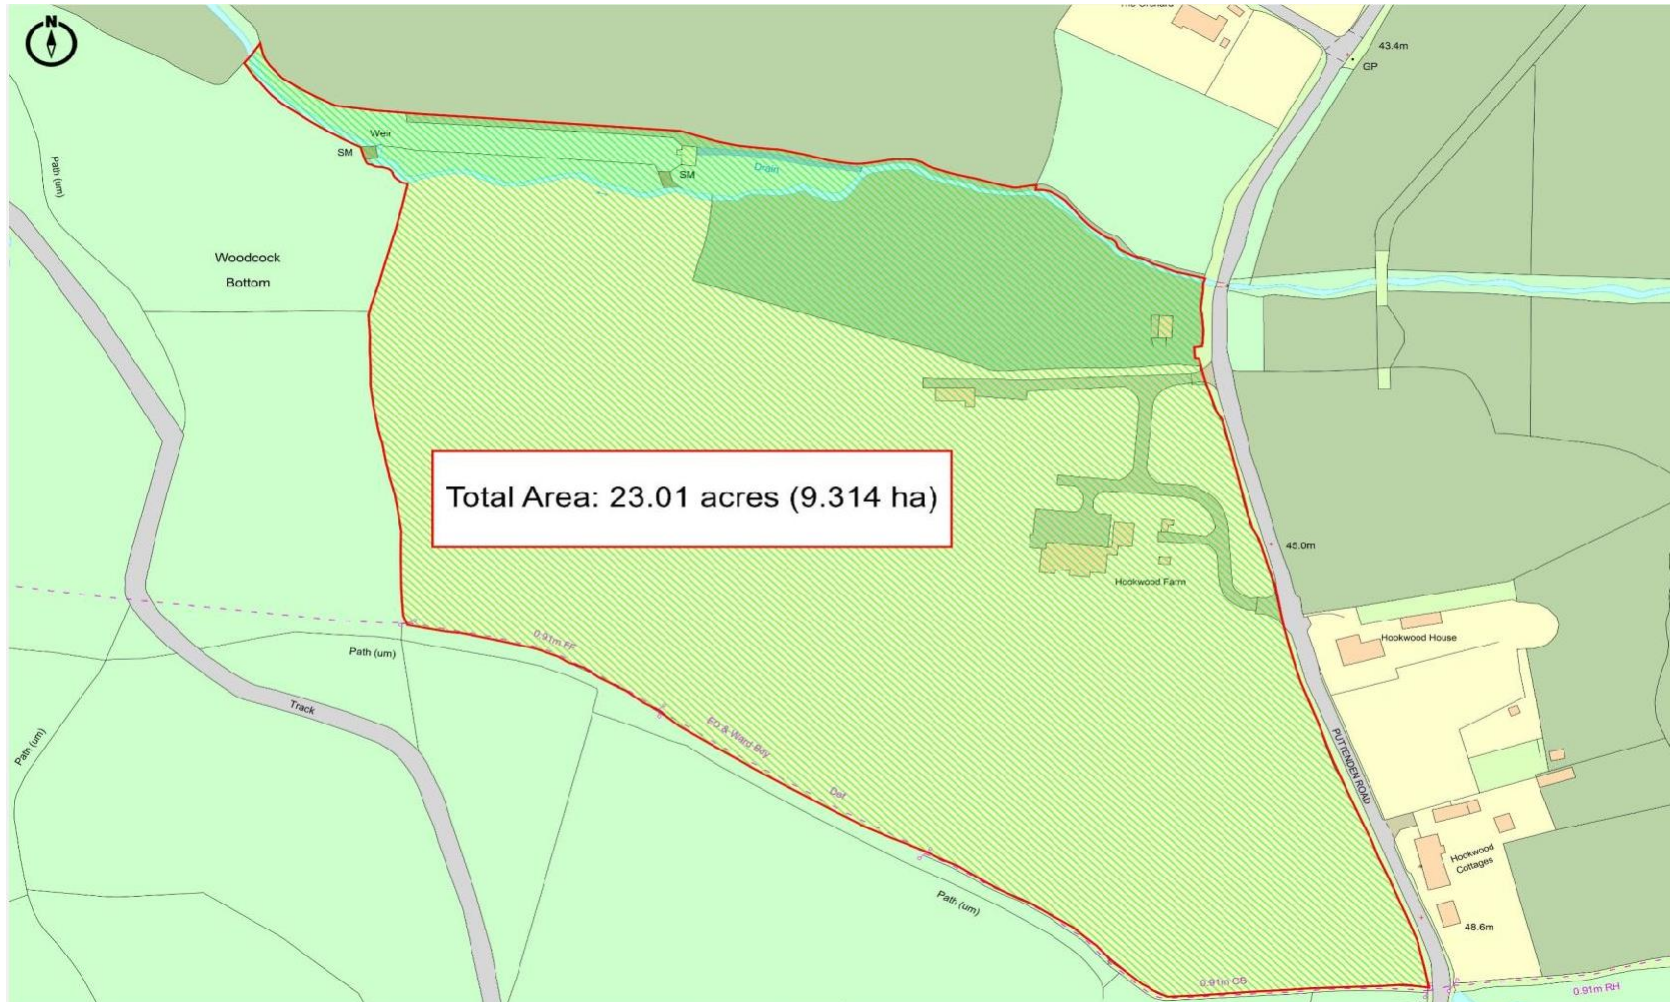 N
43.4m
GP
Weir
SM
Path (um)
SM
Drain
Woodcock
Bottom
Total Area: 23.01 acres (9.314 ha)
48.0m
Hookwood Farm
0.91m FF
Hookwood House
Path (um)
Track
ED & Ward Bdy
Path (um)
PUTTENDEN ROAD
Def
Hookwood
Cottages
Path (um)
48.6m
0.91m CS
0.91m RH